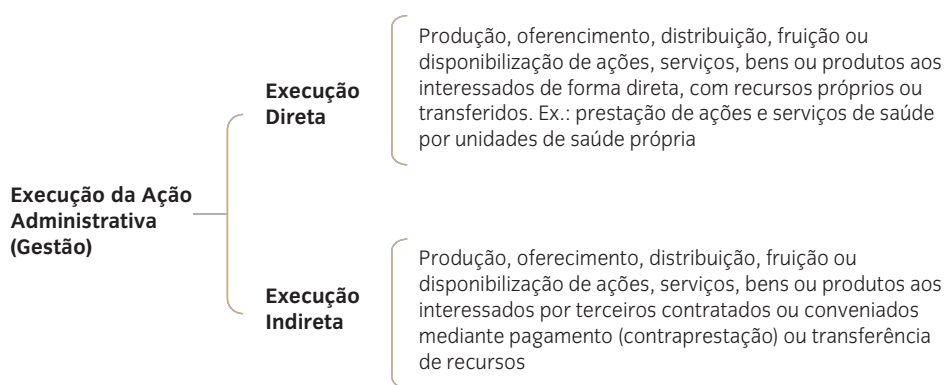 Execução da Ação
Administrativa
(Gestão)
Execução
Direta
Produção, oferencimento, distribuição, fruição ou
disponibilização de ações, serviços, bens ou produtos aos
interessados de forma direta, com recursos próprios ou
transferidos. Ex.: prestação de ações e serviços de saúde
por unidades de saúde própria
Execução
Indireta
Produção, oferecimento, distribuição, fruição ou
disponibilização de ações, serviços, bens ou produtos aos
interessados por terceiros contratados ou conveniados
mediante pagamento (contraprestação) ou transferência
de recursos